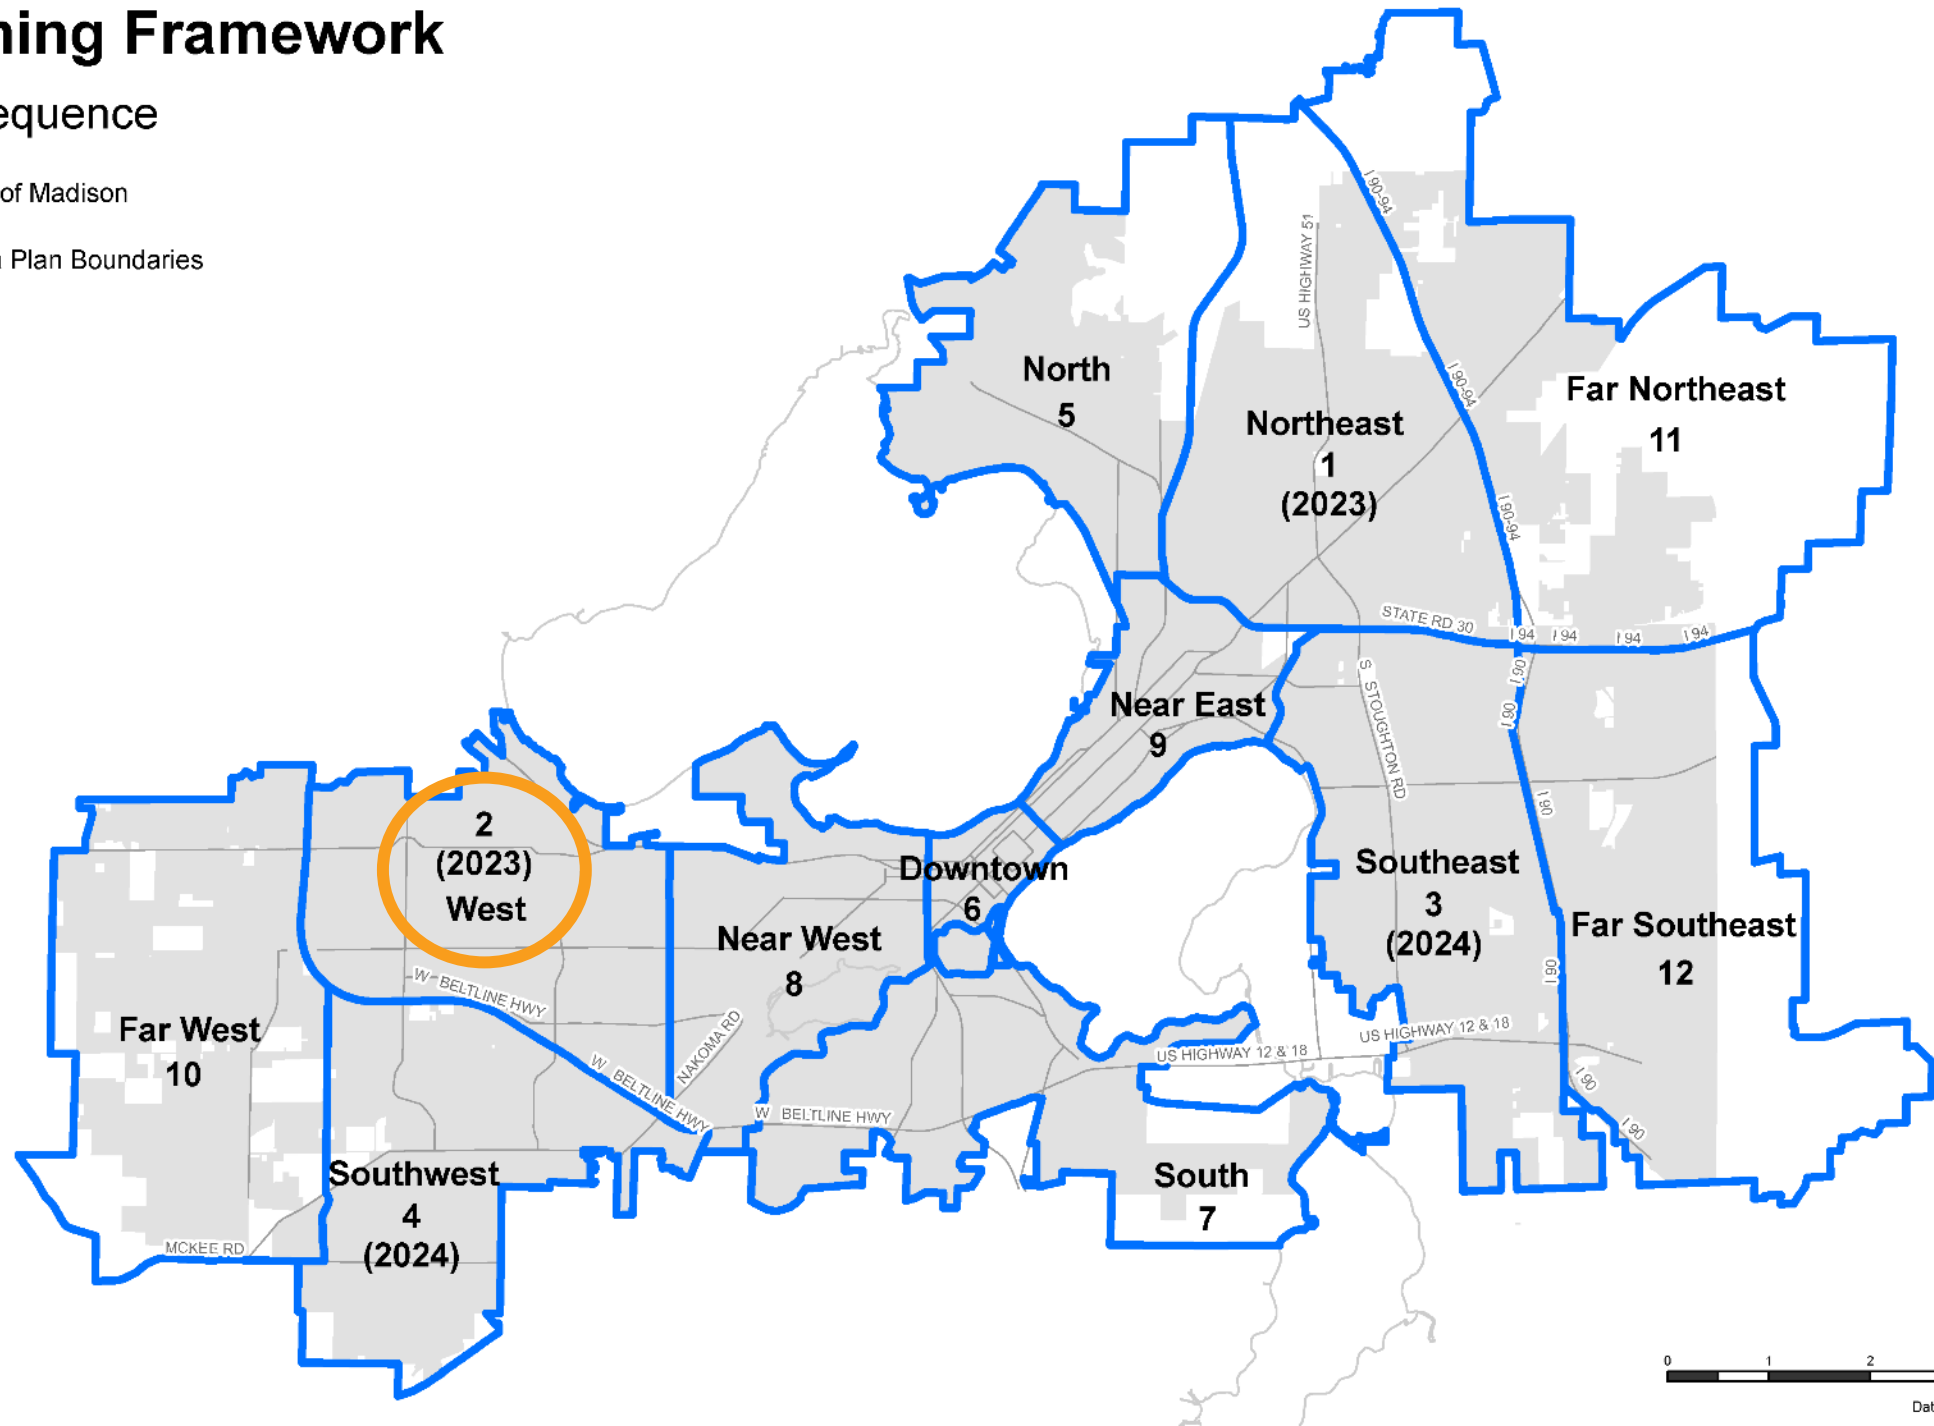 ning Framework
equence
of Madison
Plan Boundaries
I 90-94
US HIGHWAY 51
North
5
I 90-94
Far Northeast
11
Northeast
1
(2023)
I 90-94
STATE RD 30
I 94
I 94
I 94
I 94
I 90
I 90
S STOUGHTON RD
Near East
9
I 90
2
(2023)
West
Downtown
6
Southeast
3
(2024)
Near West
8
Far Southeast
12
I 90
W BELTLINE HWY
Far West
10
NAKOMA RD
US HIGHWAY 12 & 18
US HIGHWAY 12 & 18
W BELTLINE HWY
W BELTLINE HWY
I 90
I 90
Southwest
4
(2024)
South
7
MCKEE RD
0 1 2
Dat